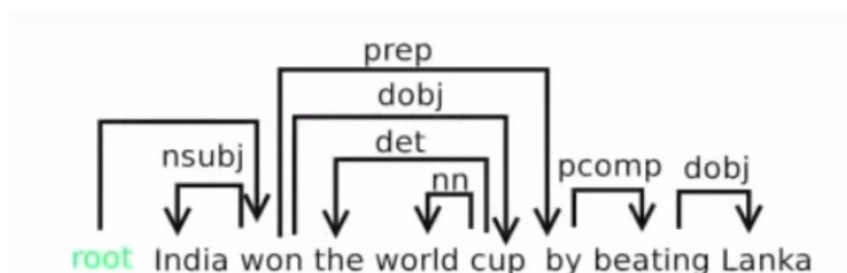 prep
dobj
det
nsubj
nn
pcomp dobj
root India won the world cup by beating Lanka